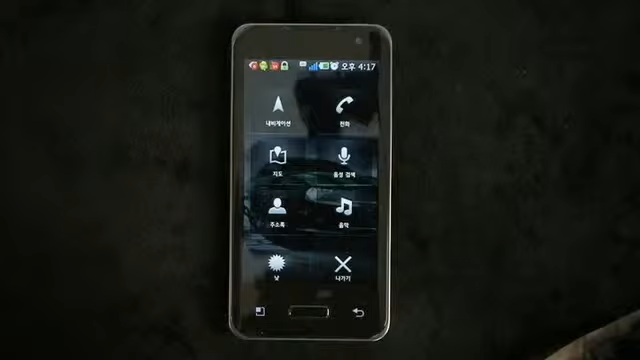 오후 4:17
내비게이션 전화
지도 음성 검색
주소록 음악
낮 나가기